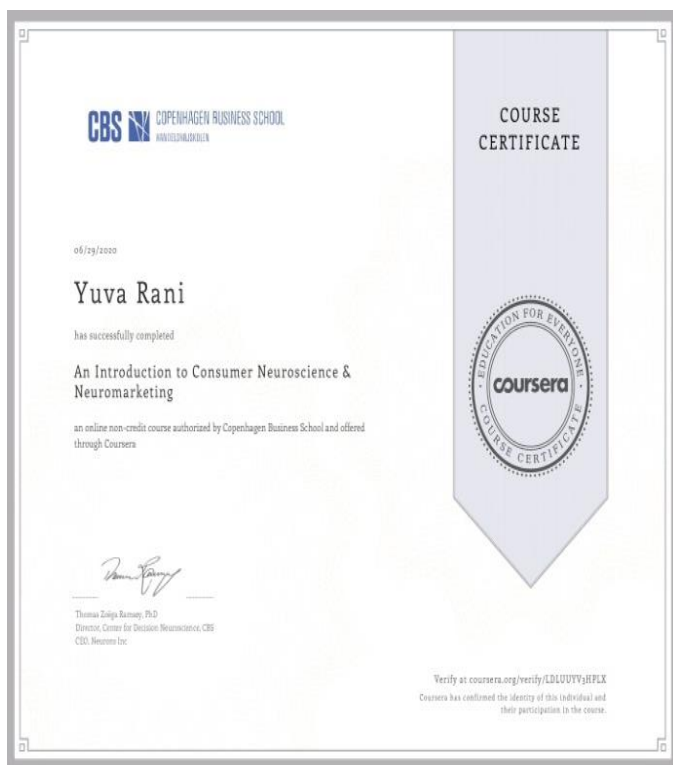 CBS COPENHAGEN BUSINESS SCHOOL
HANDELSHØJSKOLEN
COURSE
CERTIFICATE
06/29/2020
Yuva Rani
has successfully completed
An Introduction to Consumer Neuroscience &
Neuromarketing
an online non-credit course authorized by Copenhagen Business School and offered
through Coursera
EDUCATION FOR EVERYONE
coursera
COURSE CERTIFICATE
Thomas Zoëga Ramsøy, PhD
Director, Center for Decision Neuroscience, CBS
CEO, Neurons Inc
Verify at coursera.org/verify/LDLUUYV3HPLX
Coursera has confirmed the identity of this individual and
their participation in the course.